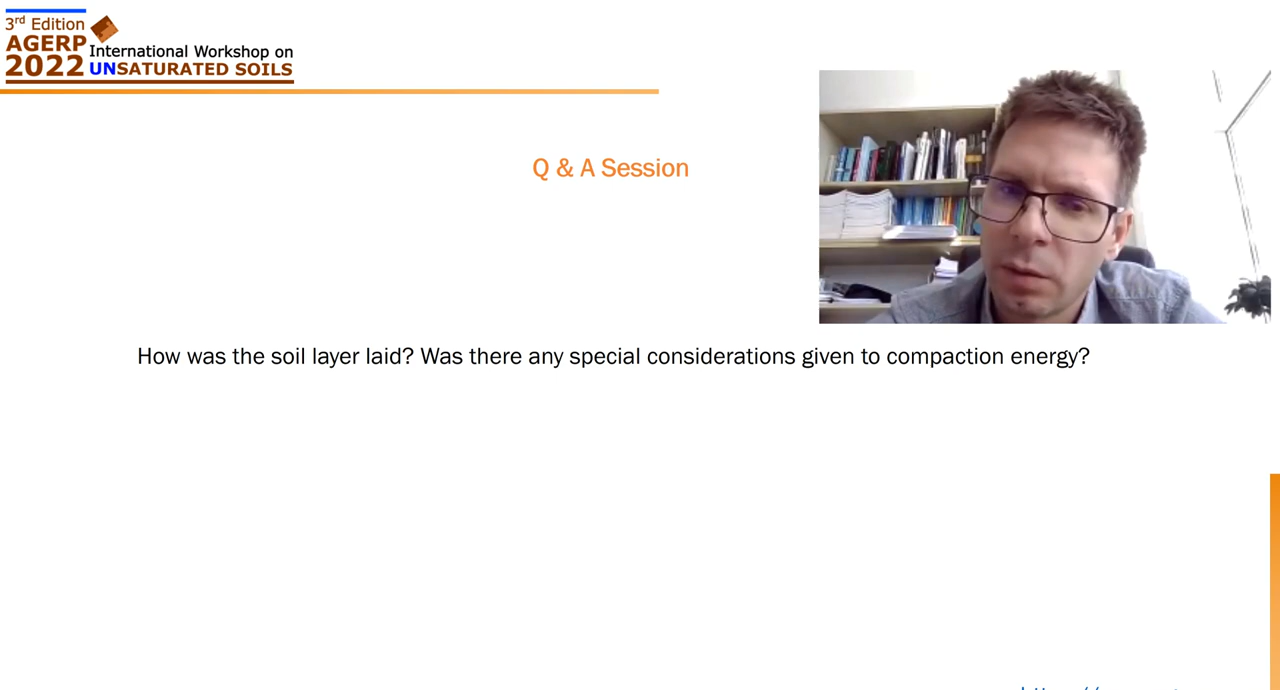 3rd Edition
AGERP
2022
International Workshop on
UNSATURATED SOILS
Q & A Session
How was the soil layer laid? Was there any special considerations given to compaction energy?